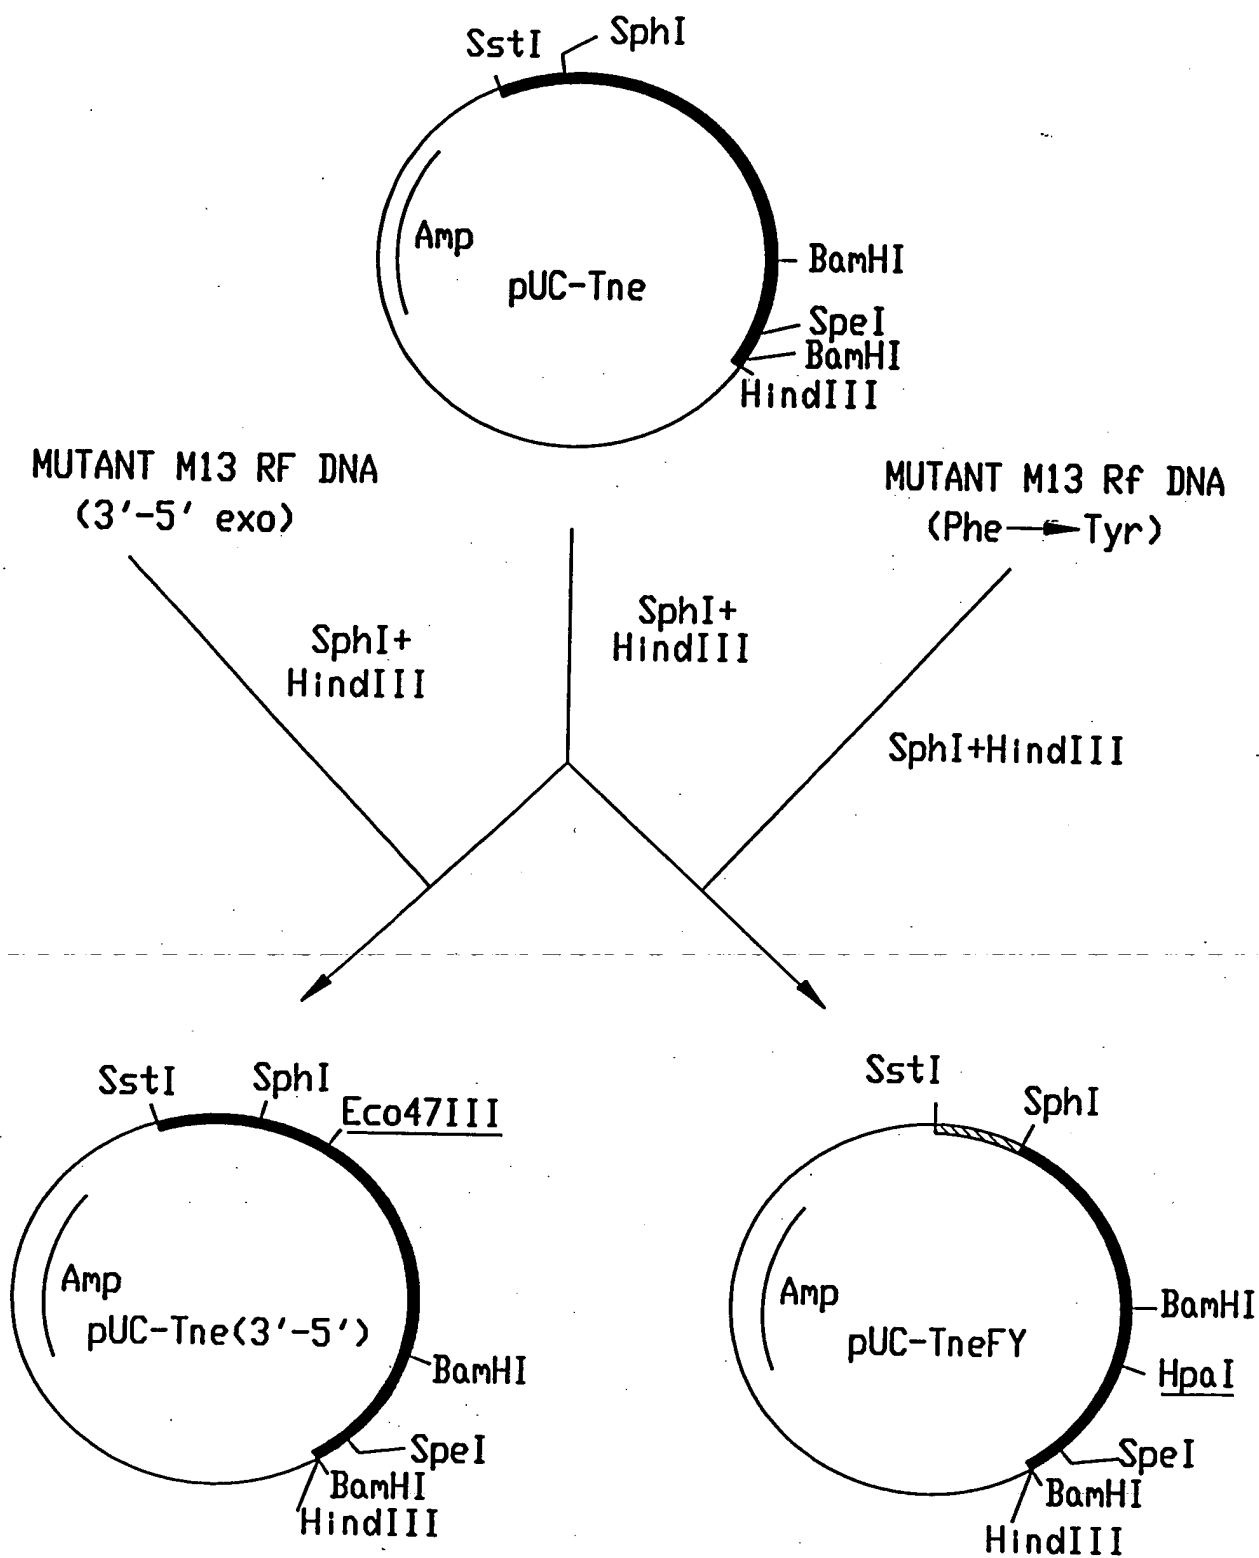 SstI
SphI
Amp
pUC-Tne
BamHI
SpeI
BamHI
HindIII
MUTANT M13 RF DNA
(3'-5' exo)
MUTANT M13 Rf DNA
(Phe→Tyr)
SphI+
HindIII
SphI+
HindIII
SphI+HindIII
SstI
SphI
Eco47III
Amp
pUC-Tne(3'-5')
BamHI
SpeI
BamHI
HindIII
SstI
SphI
Amp
pUC-TneFY
BamHI
HpaI
SpeI
BamHI
HindIII